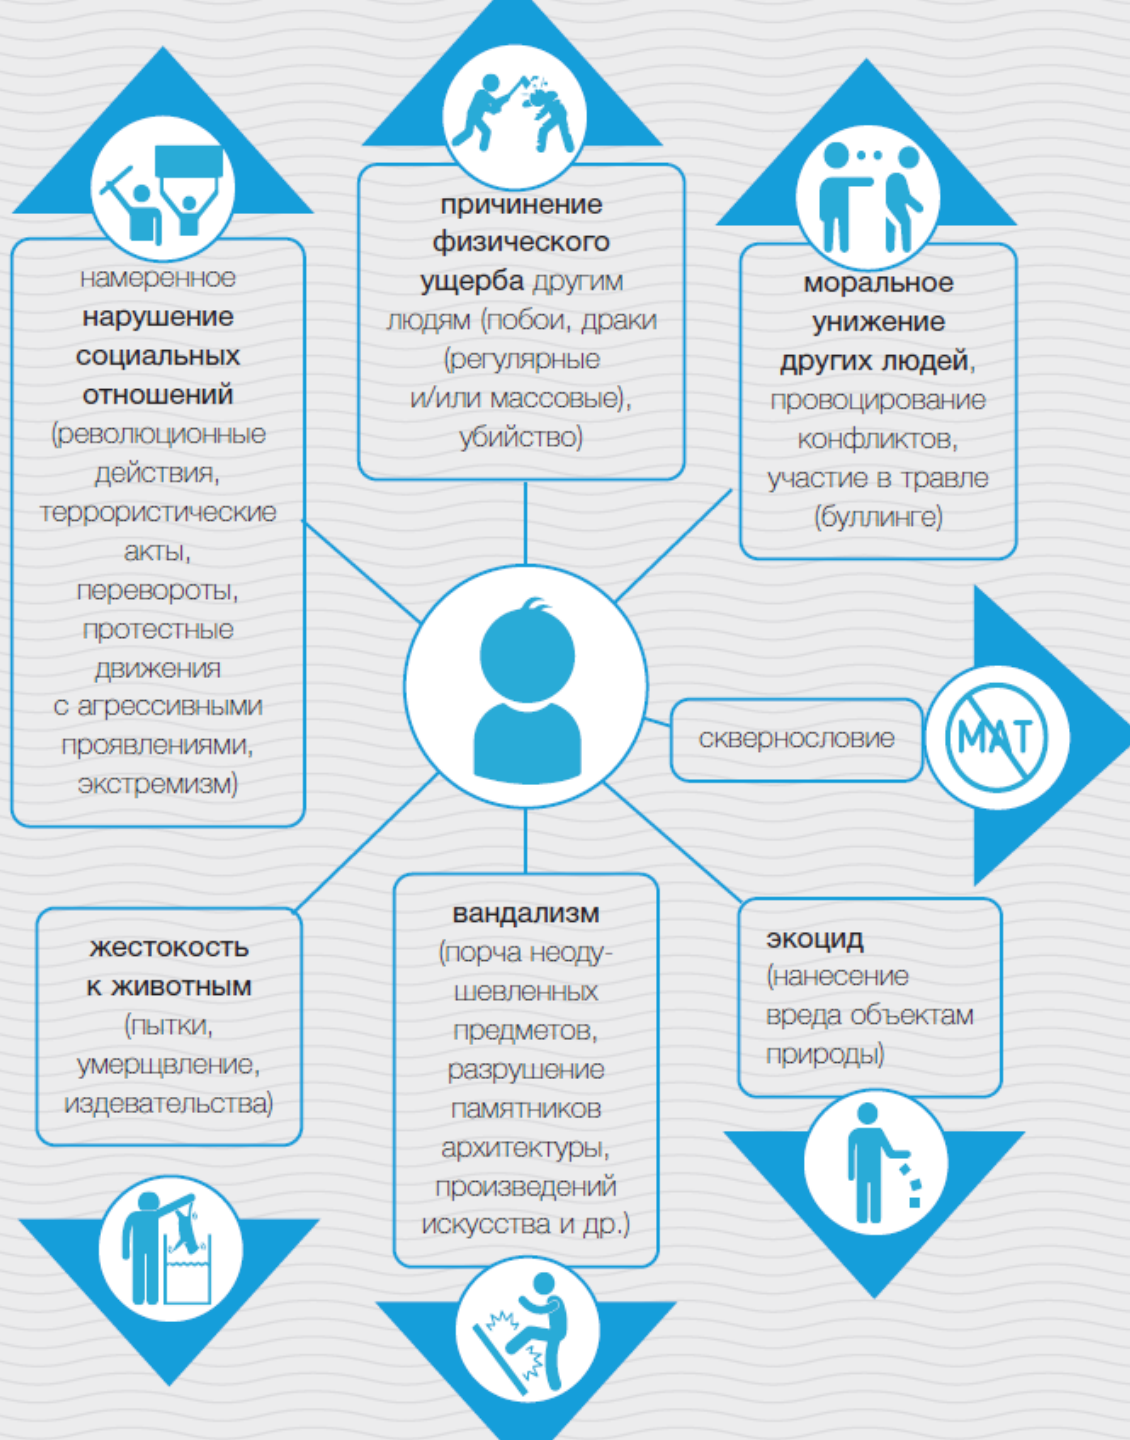 намеренное
нарушение
социальных
отношений
(революционные
действия,
террористические
акты,
перевороты,
протестные
движения
с агрессивными
проявлениями,
экстремизм)
причинение
физического
ущерба другим
людям (побои, драки
(регулярные
и/или массовые),
убийство)
моральное
унижение
других людей,
провоцирование
конфликтов,
участие в травле
(буллинге)
сквернословие
МАТ
жестокость
к животным
(пытки,
умерщвление,
издевательства)
вандализм
(порча неоду-
шевленных
предметов,
разрушение
памятников
архитектуры,
произведений
искусства и др.)
экоцид
(нанесение
вреда объектам
природы)